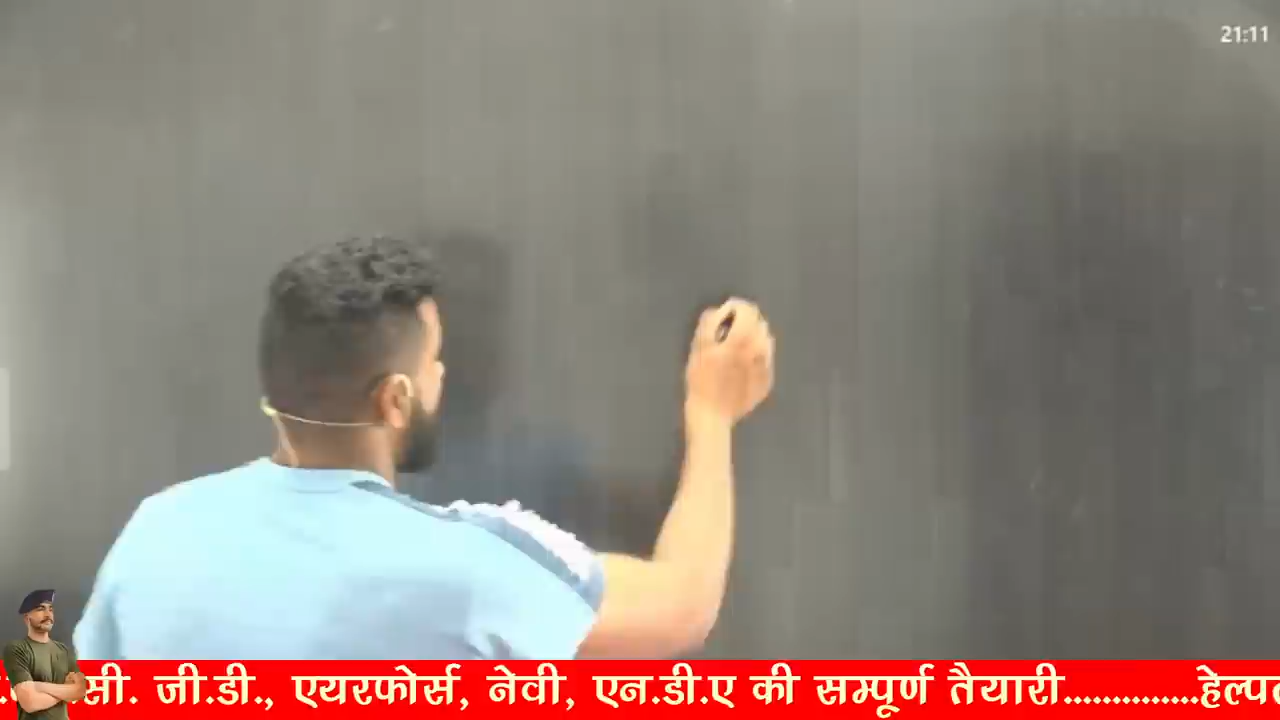 21:11
सी. जी.डी., एयरफोर्स, नेवी, एन.डी.ए की सम्पूर्ण तैयारी..............